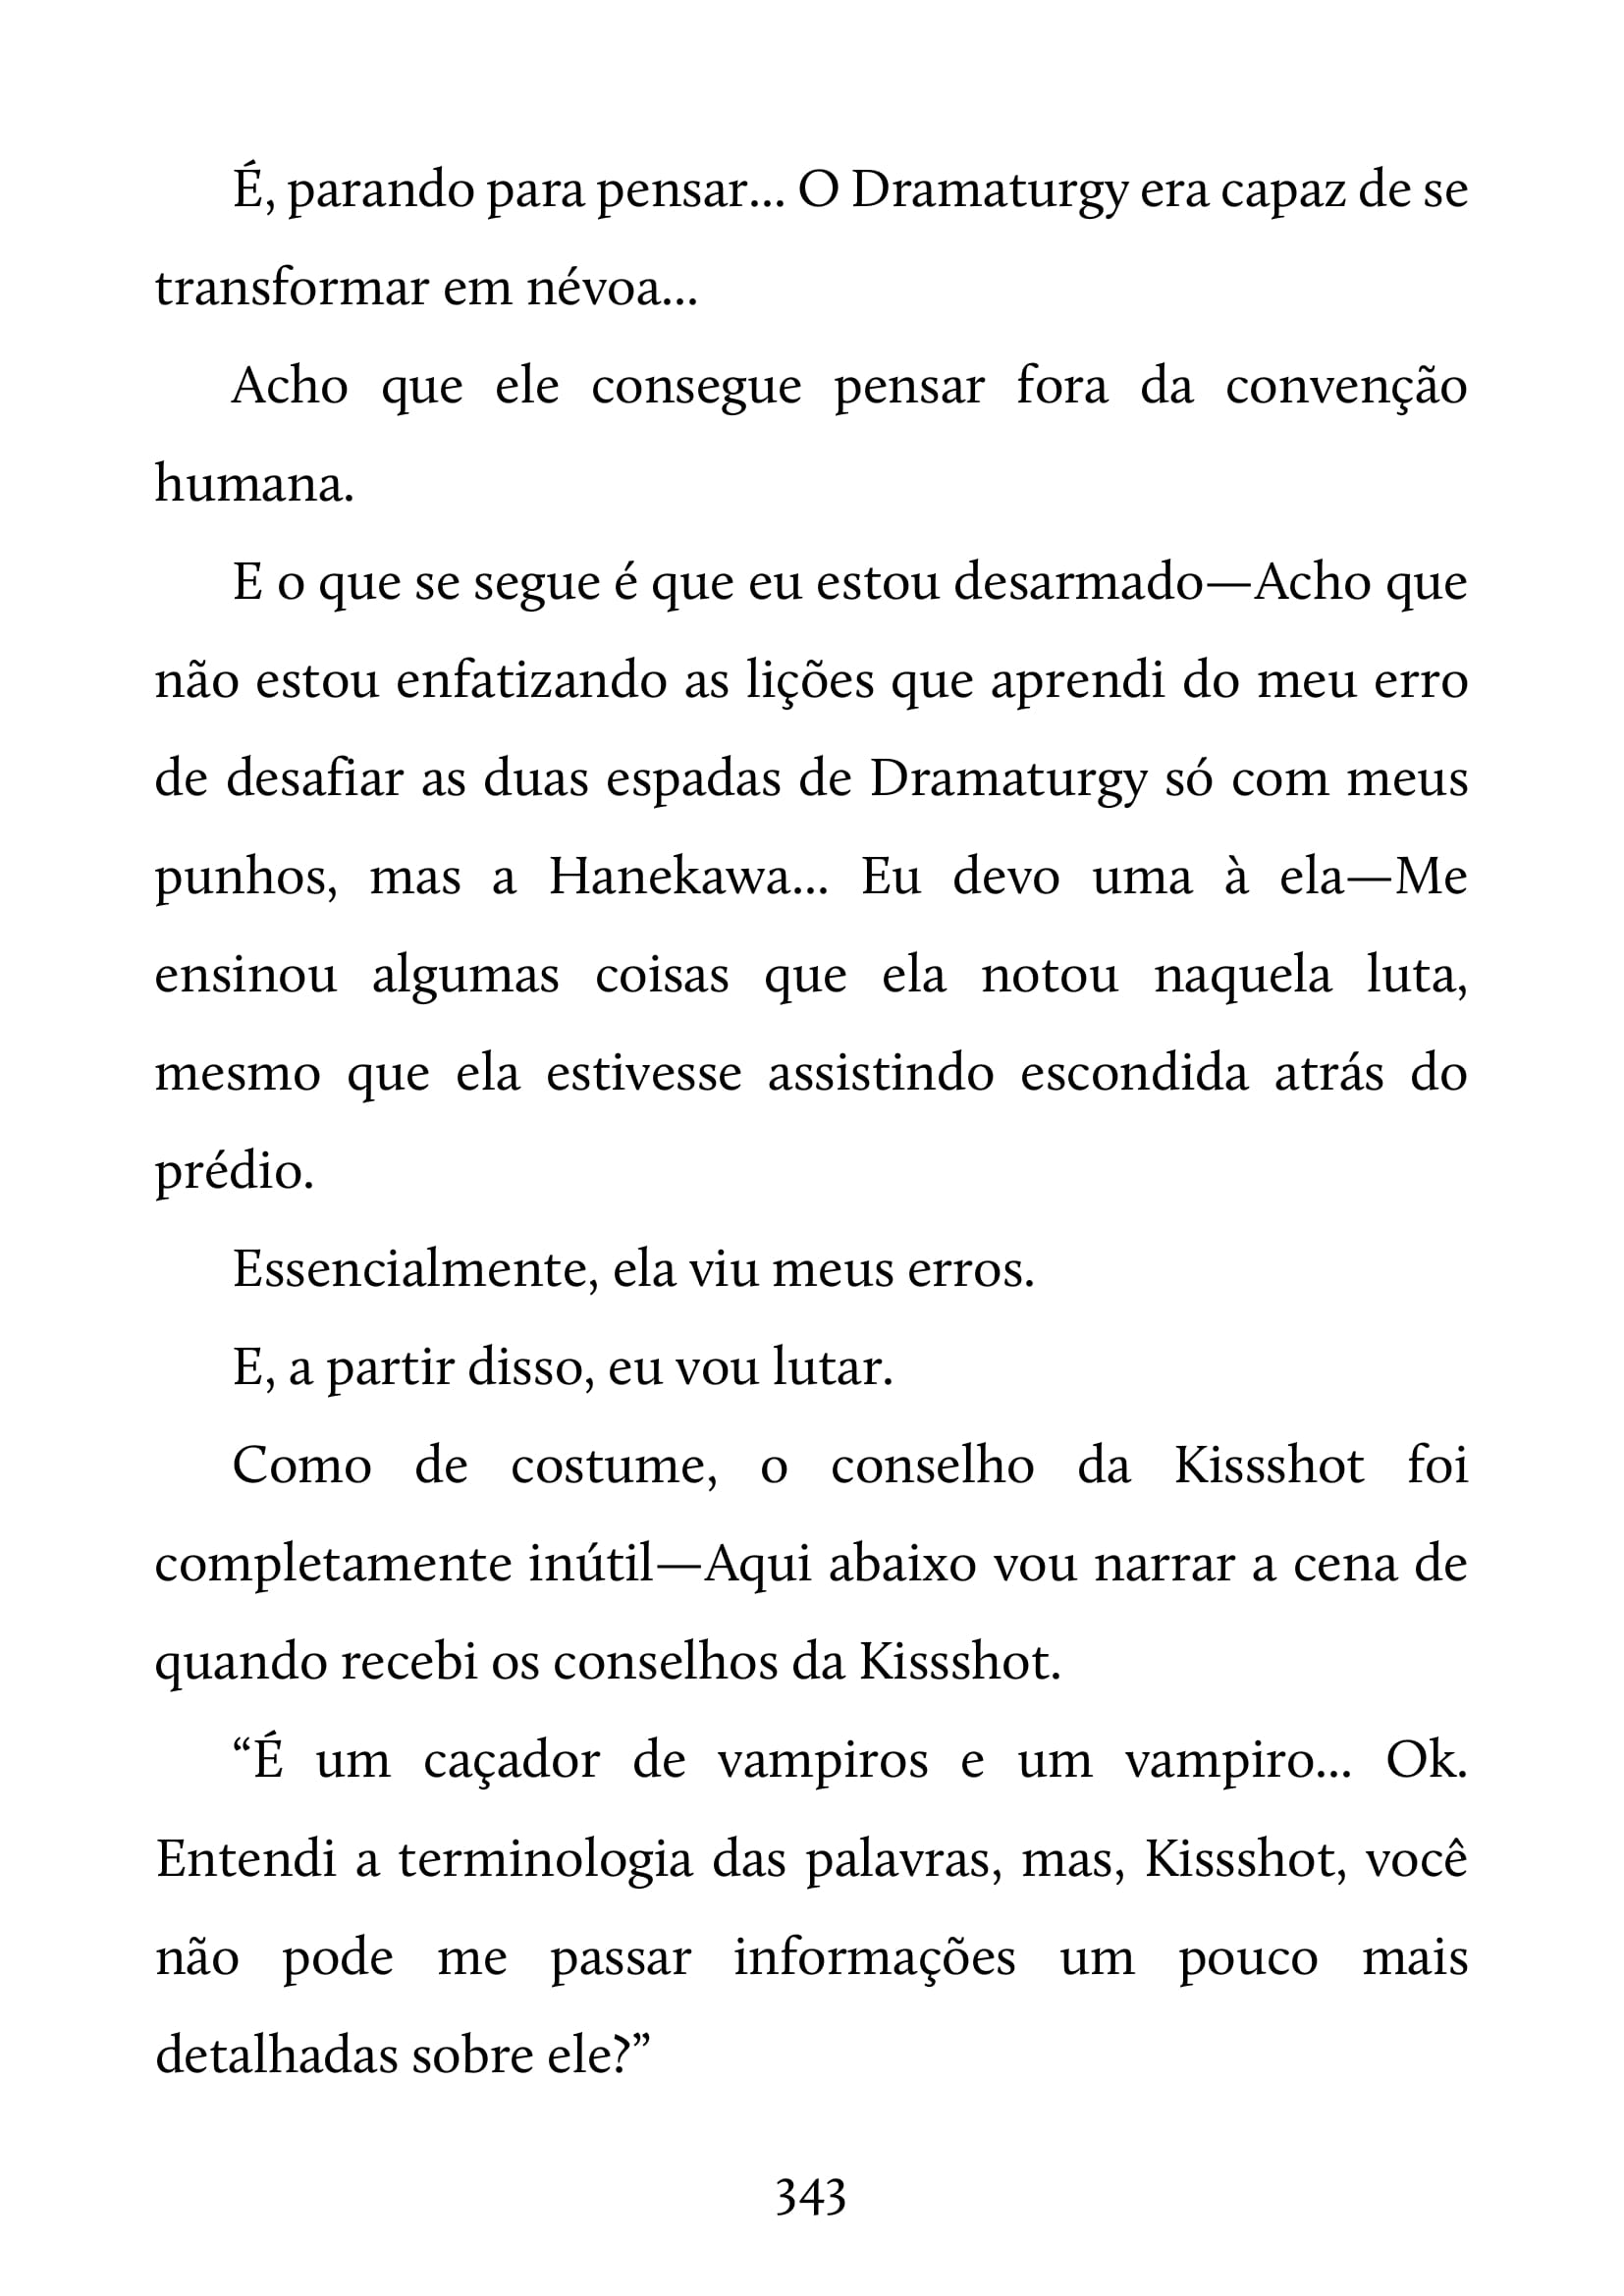 É, parando para pensar... O Dramaturgy era capaz de se
transformar em névoa...
Acho que ele consegue pensar fora da convenção
humana.
E o que se segue é que eu estou desarmado—Acho que
não estou enfatizando as lições que aprendi do meu erro
de desafiar as duas espadas de Dramaturgy só com meus
punhos, mas a Hanekawa... Eu devo uma à ela—Me
ensinou algumas coisas que ela notou naquela luta,
mesmo que ela estivesse assistindo escondida atrás do
prédio.
Essencialmente, ela viu meus erros.
E, a partir disso, eu vou lutar.
Como de costume, o conselho da Kissshot foi
completamente inútil—Aqui abaixo vou narrar a cena de
quando recebi os conselhos da Kissshot.
“É um caçador de vampiros e um vampiro... Ok.
Entendi a terminologia das palavras, mas, Kissshot, você
não pode me passar informações um pouco mais
detalhadas sobre ele?”
343